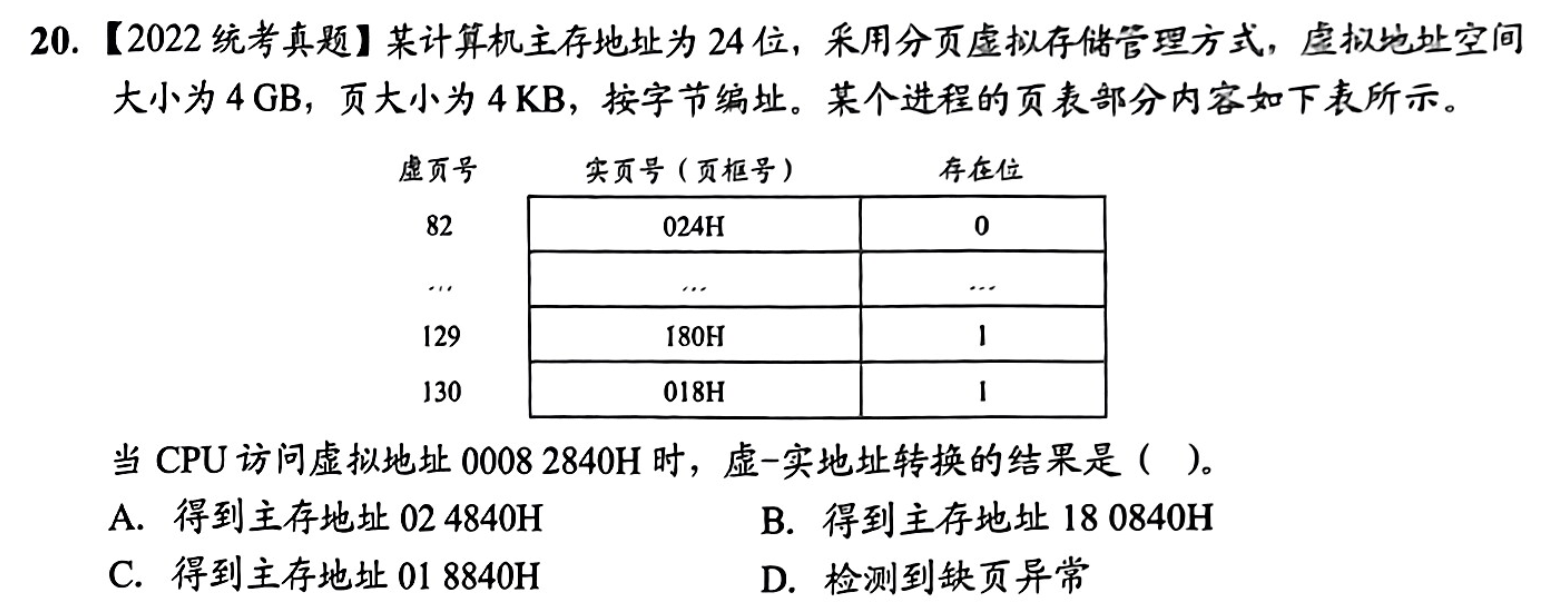 20.【2022 统考真题】某计算机主存地址为 24 位，采用分页虚拟存储管理方式，虚拟地址空间
大小为 4 GB，页大小为 4 KB，按字节编址。某个进程的页表部分内容如下表所示。
虚页号 实页号（页框号） 存在位
82 024H 0
… … …
129 180H 1
130 018H 1
当 CPU 访问虚拟地址 0008 2840H 时，虚-实地址转换的结果是（ ）。
A. 得到主存地址 02 4840H B. 得到主存地址 18 0840H
C. 得到主存地址 01 8840H D. 检测到缺页异常